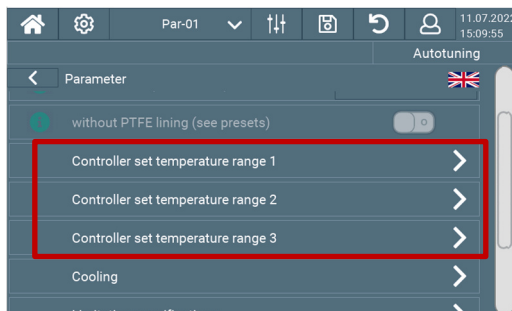 Par-01
11.07.2022
15:09:55
Autotuning
Parameter
without PTFE lining (see presets)
Controller set temperature range 1
Controller set temperature range 2
Controller set temperature range 3
Cooling